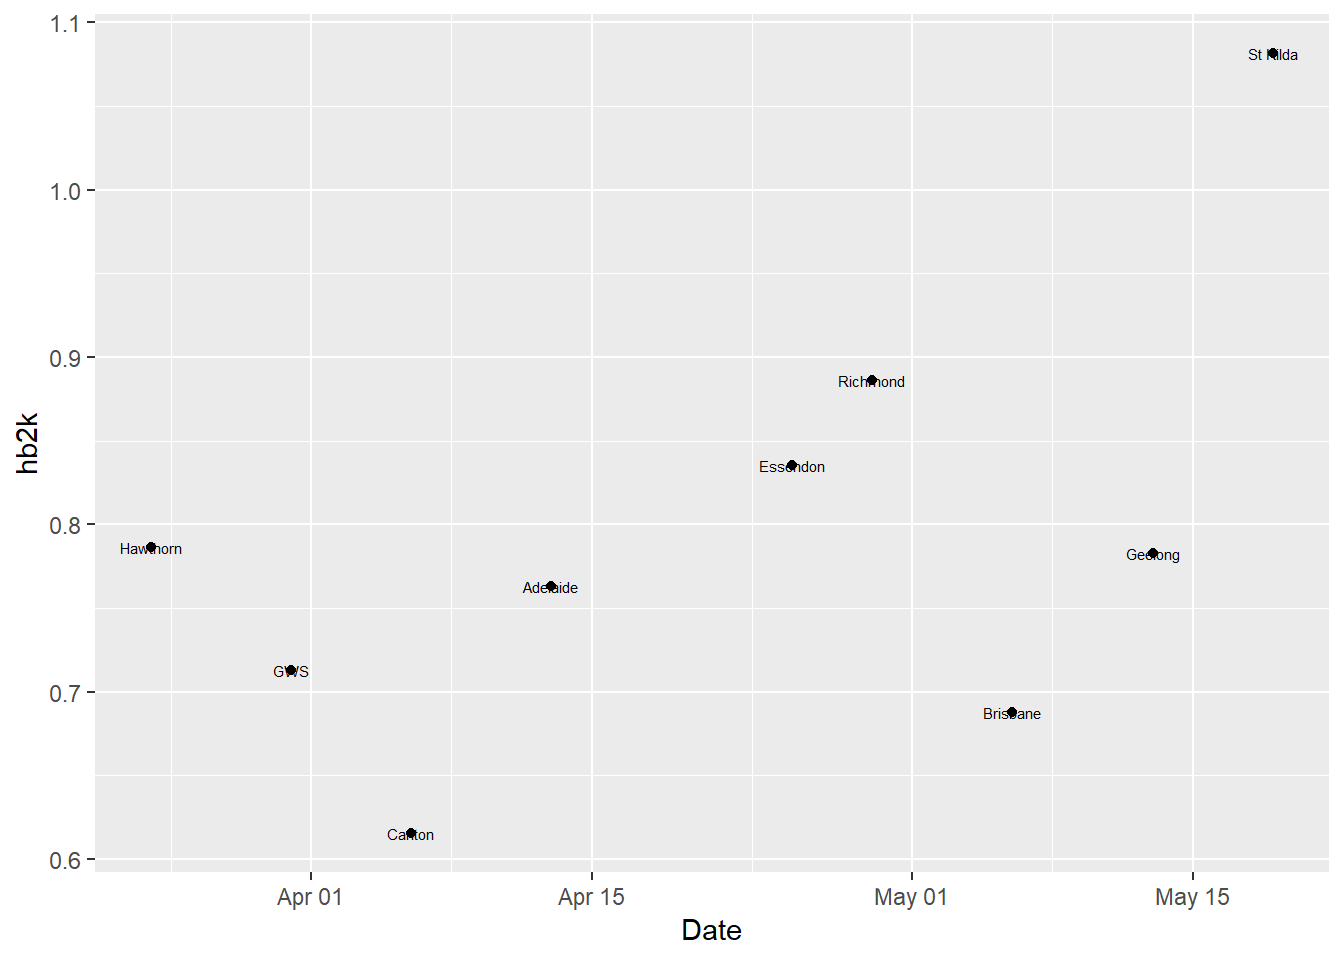 1.1
St Kilda
1.0
0.9
Richmond
Essendon
0.8
Hawthorn
Geelong
Adelaide
GWS
0.7
Brisbane
Carlton
0.6
hb2k
Apr 01
Apr 15
May 01
May 15
Date